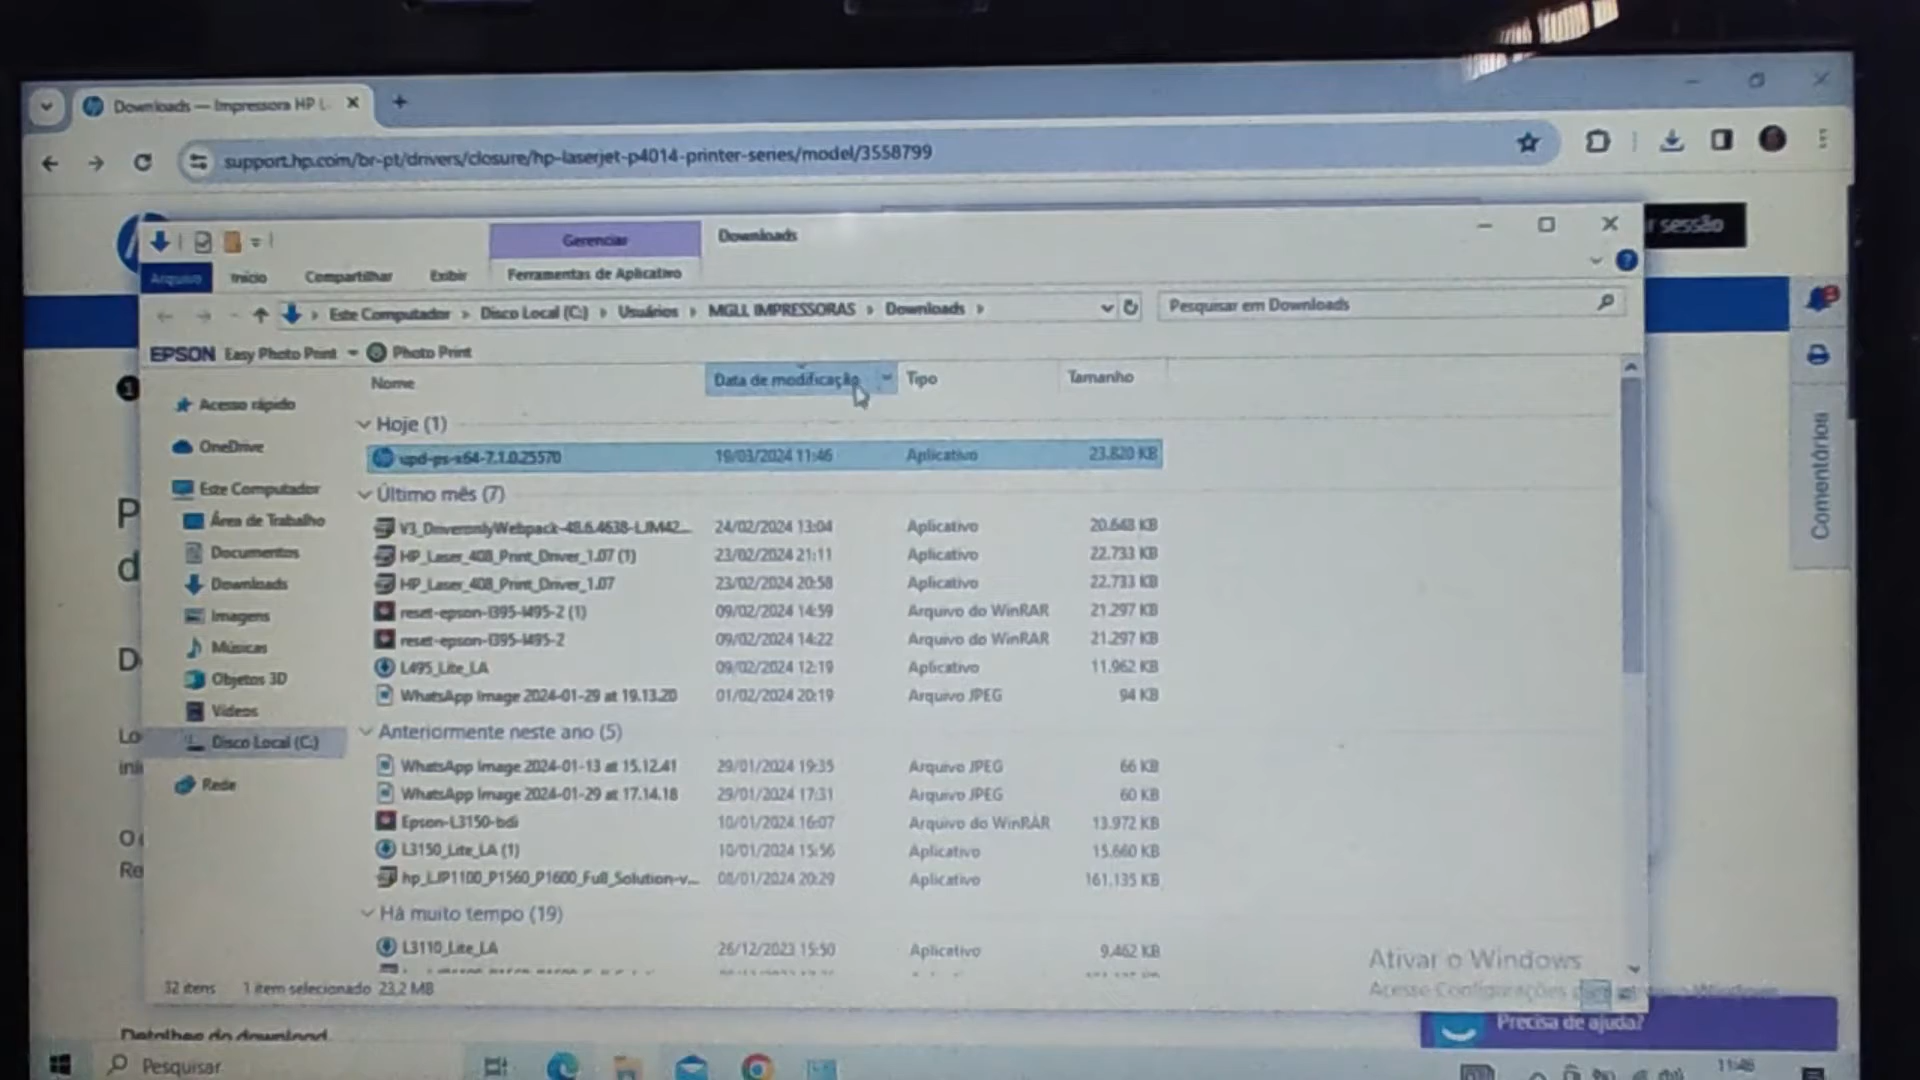 Downloads — Impressora HP L
support.hp.com/br-pt/drivers/closure/hp-laserjet-p4014-printer-series/model/3558799
r sessão
Gerenciar
Downloads
Arquivo
Início
Compartilhar
Exibir
Ferramentas de Aplicativo
Este Computador > Disco Local (C:) > Usuários > MGLL IMPRESSORAS > Downloads >
Pesquisar em Downloads
EPSON Easy Photo Print
Photo Print
Nome
Data de modificação
Tipo
Tamanho
Acesso rápido
OneDrive
Este Computador
Área de Trabalho
Documentos
Downloads
Imagens
Músicas
Objetos 3D
Vídeos
Disco Local (C:)
Rede
Hoje (1)
upd-ps-x64-7.1.0.25570 19/03/2024 11:46 Aplicativo 23.820 KB
Último mês (7)
V3_DriveronlyWebpack-48.6.4638-LJM42... 24/02/2024 13:04 Aplicativo 20.648 KB
HP_Laser_408_Print_Driver_1.07 (1) 23/02/2024 21:11 Aplicativo 22.733 KB
HP_Laser_408_Print_Driver_1.07 23/02/2024 20:58 Aplicativo 22.733 KB
reset-epson-l395-l495-2 (1) 09/02/2024 14:59 Arquivo do WinRAR 21.297 KB
reset-epson-l395-l495-2 09/02/2024 14:22 Arquivo do WinRAR 21.297 KB
L495_Lite_LA 09/02/2024 12:19 Aplicativo 11.962 KB
WhatsApp Image 2024-01-29 at 19.13.20 01/02/2024 20:19 Arquivo JPEG 94 KB
Anteriormente neste ano (5)
WhatsApp Image 2024-01-13 at 15.12.41 29/01/2024 19:35 Arquivo JPEG 66 KB
WhatsApp Image 2024-01-29 at 17.14.18 29/01/2024 17:31 Arquivo JPEG 60 KB
Epson-L3150-bdi 10/01/2024 16:07 Arquivo do WinRAR 13.972 KB
L3150_Lite_LA (1) 10/01/2024 15:56 Aplicativo 15.660 KB
hp_LJP1100_P1560_P1600_Full_Solution-v... 08/01/2024 20:29 Aplicativo 161.135 KB
Há muito tempo (19)
L3110_Lite_LA 26/12/2023 15:50 Aplicativo 9.462 KB
32 itens 1 item selecionado 23,2 MB
Ativar o Windows
Acesse Configurações
Comentários
Precisa de ajuda?
Detalhes do download
Pesquisar
11:46